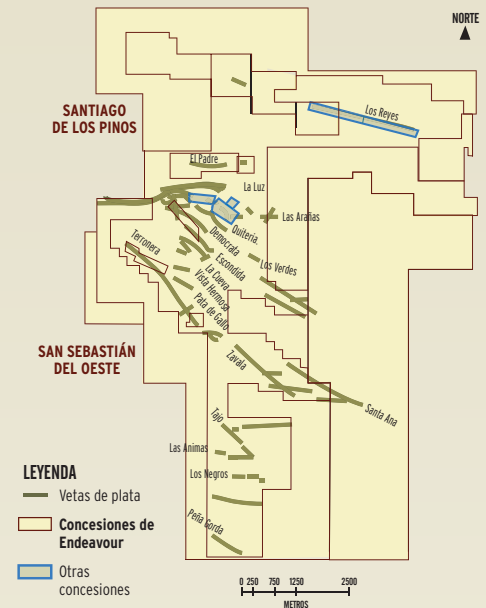 NORTE
SANTIAGO
DE LOS PINOS
Los Reyes
El Padre
La Luz
Las Arañas
Quiteria.
Democrata
Escondida
Los Verdes
Terronera
La Cueva
Vista Hermosa
Pata de Gallo
SAN SEBASTIÁN
DEL OESTE
Zavala
Santa Ana
Tajo
Las Animas
Los Negros
Peña Gorda
LEYENDA
Vetas de plata
Concesiones de
Endeavour
Otras
concesiones
0 250 750 1250 2500
METROS